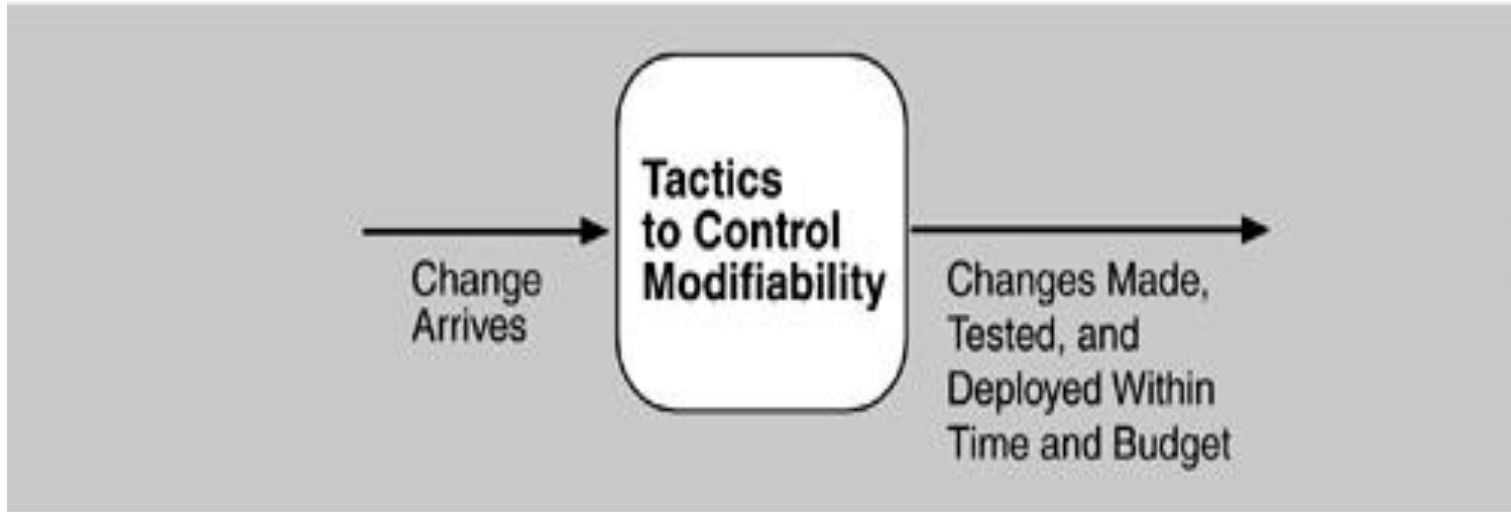 Change
Arrives
Tactics
to Control
Modifiability
Changes Made,
Tested, and
Deployed Within
Time and Budget